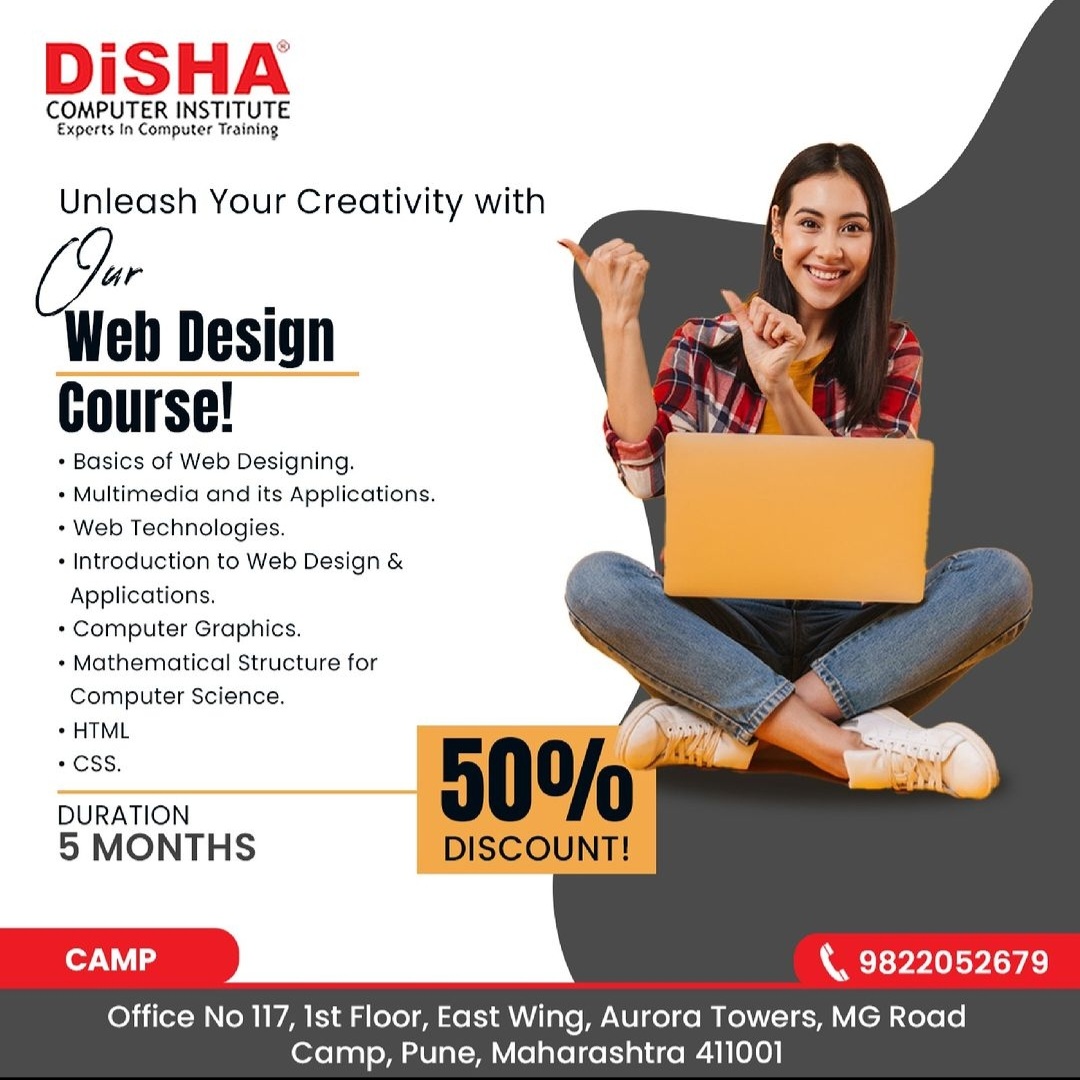 DiSHA®
COMPUTER INSTITUTE
Experts In Computer Training
Unleash Your Creativity with
Our
Web Design
Course!
• Basics of Web Designing.
• Multimedia and its Applications.
• Web Technologies.
• Introduction to Web Design &
Applications.
• Computer Graphics.
• Mathematical Structure for
Computer Science.
• HTML
• CSS.
DURATION
5 MONTHS
50%
DISCOUNT!
CAMP
9822052679
Office No 117, 1st Floor, East Wing, Aurora Towers, MG Road
Camp, Pune, Maharashtra 411001